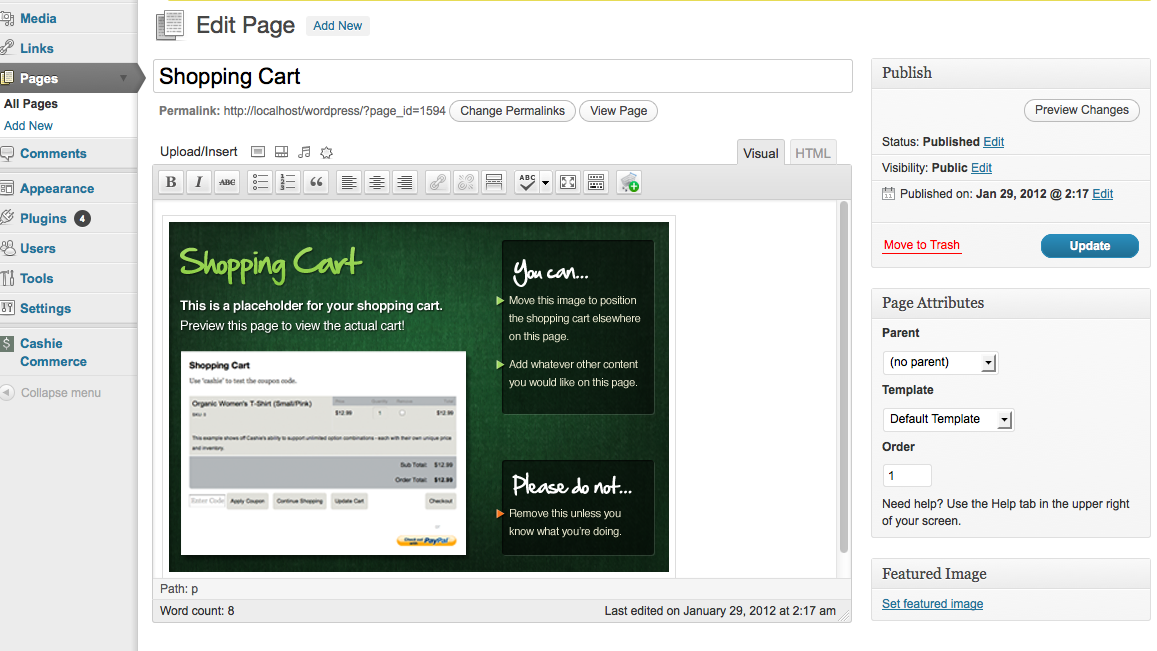 Media
Links
Pages
All Pages
Add New
Comments
Appearance
Plugins 4
Users
Tools
Settings
Cashie
Commerce
Collapse menu
Edit Page Add New
Shopping Cart
Permalink: http://localhost/wordpress/?page_id=1594 Change Permalinks View Page
Upload/Insert
Visual HTML
B I ABC ABC
Shopping Cart
This is a placeholder for your shopping cart.
Preview this page to view the actual cart!
Shopping Cart
Use 'cashie' to test the coupon code.
Organic Women's T-Shirt (Small/Pink) Price Quantity Remove Total
$12.99 1 $12.99
This example shows off Cashie's ability to support unlimited option combinations - each with their own unique price
and inventory.
Sub Total: $12.99
Order Total: $12.99
Enter Code Apply Coupon Continue Shopping Update Cart Checkout
Check out with PayPal
You can...
Move this image to position
the shopping cart elsewhere
on this page.
Add whatever other content
you would like on this page.
Please do not...
Remove this unless you
know what you're doing.
Path: p
Word count: 8 Last edited on January 29, 2012 at 2:17 am
Publish
Preview Changes
Status: Published Edit
Visibility: Public Edit
Published on: Jan 29, 2012 @ 2:17 Edit
Move to Trash Update
Page Attributes
Parent
(no parent)
Template
Default Template
Order
1
Need help? Use the Help tab in the upper right
of your screen.
Featured Image
Set featured image